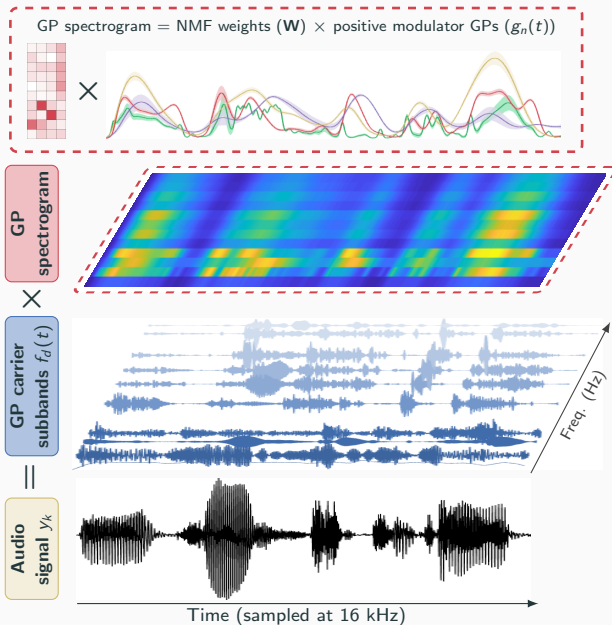 GP spectrogram = NMF weights (W) × positive modulator GPs (gₙ(t))
×
GP
spectrogram
×
GP carrier
subbands f_d(t)
Freq. (Hz)
=
Audio
signal yₖ
Time (sampled at 16 kHz)